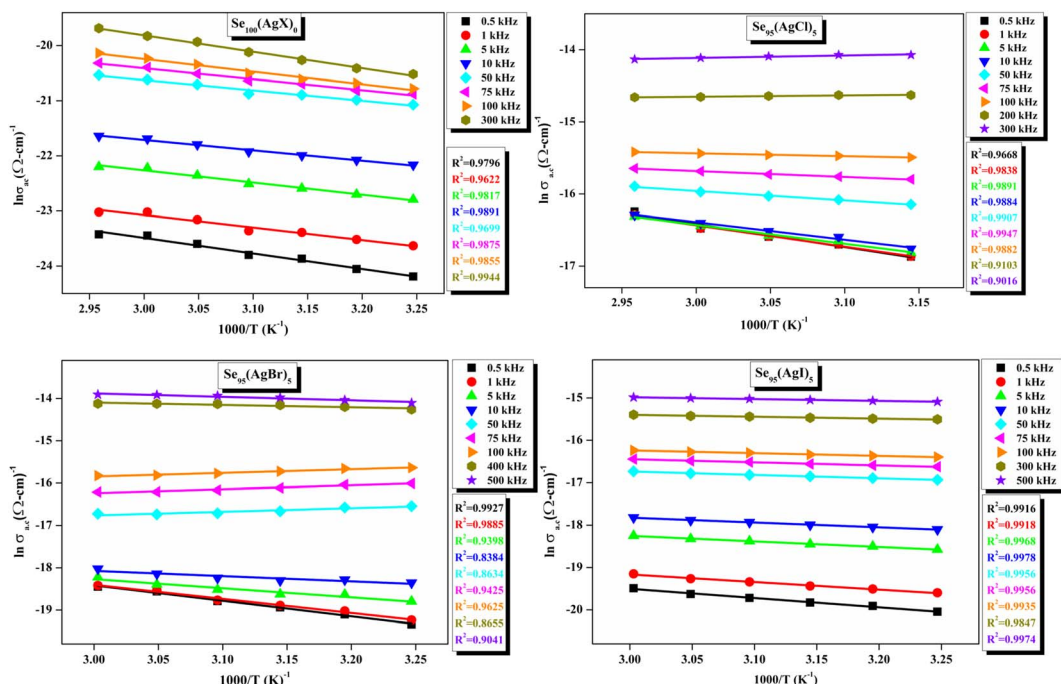 Se100(AgX)0
0.5 kHz
1 kHz
5 kHz
10 kHz
50 kHz
75 kHz
100 kHz
300 kHz
R²=0.9796
R²=0.9622
R²=0.9817
R²=0.9891
R²=0.9699
R²=0.9875
R²=0.9855
R²=0.9944
ln σac(Ω-cm)-1
-20
-21
-22
-23
-24
2.95 3.00 3.05 3.10 3.15 3.20 3.25
1000/T (K)-1
Se95(AgCl)5
0.5 kHz
1 kHz
5 kHz
10 kHz
50 kHz
75 kHz
100 kHz
200 kHz
300 kHz
R²=0.9668
R²=0.9838
R²=0.9891
R²=0.9884
R²=0.9907
R²=0.9947
R²=0.9882
R²=0.9103
R²=0.9016
ln σ a.c(Ω-cm)-1
-14
-15
-16
-17
2.95 3.00 3.05 3.10 3.15
1000/T (K)-1
Se95(AgBr)5
0.5 kHz
1 kHz
5 kHz
10 kHz
50 kHz
75 kHz
100 kHz
400 kHz
500 kHz
R²=0.9927
R²=0.9885
R²=0.9398
R²=0.8384
R²=0.8634
R²=0.9425
R²=0.9625
R²=0.8655
R²=0.9041
ln σ a.c(Ω-cm)-1
-14
-15
-16
-17
-18
-19
3.00 3.05 3.10 3.15 3.20 3.25
1000/T (K)-1
Se95(AgI)5
0.5 kHz
1 kHz
5 kHz
10 kHz
50 kHz
75 kHz
100 kHz
300 kHz
500 kHz
R²=0.9916
R²=0.9918
R²=0.9968
R²=0.9978
R²=0.9956
R²=0.9956
R²=0.9935
R²=0.9847
R²=0.9974
ln σ a.c(Ω-cm)-1
-15
-16
-17
-18
-19
-20
3.00 3.05 3.10 3.15 3.20 3.25
1000/T (K)-1